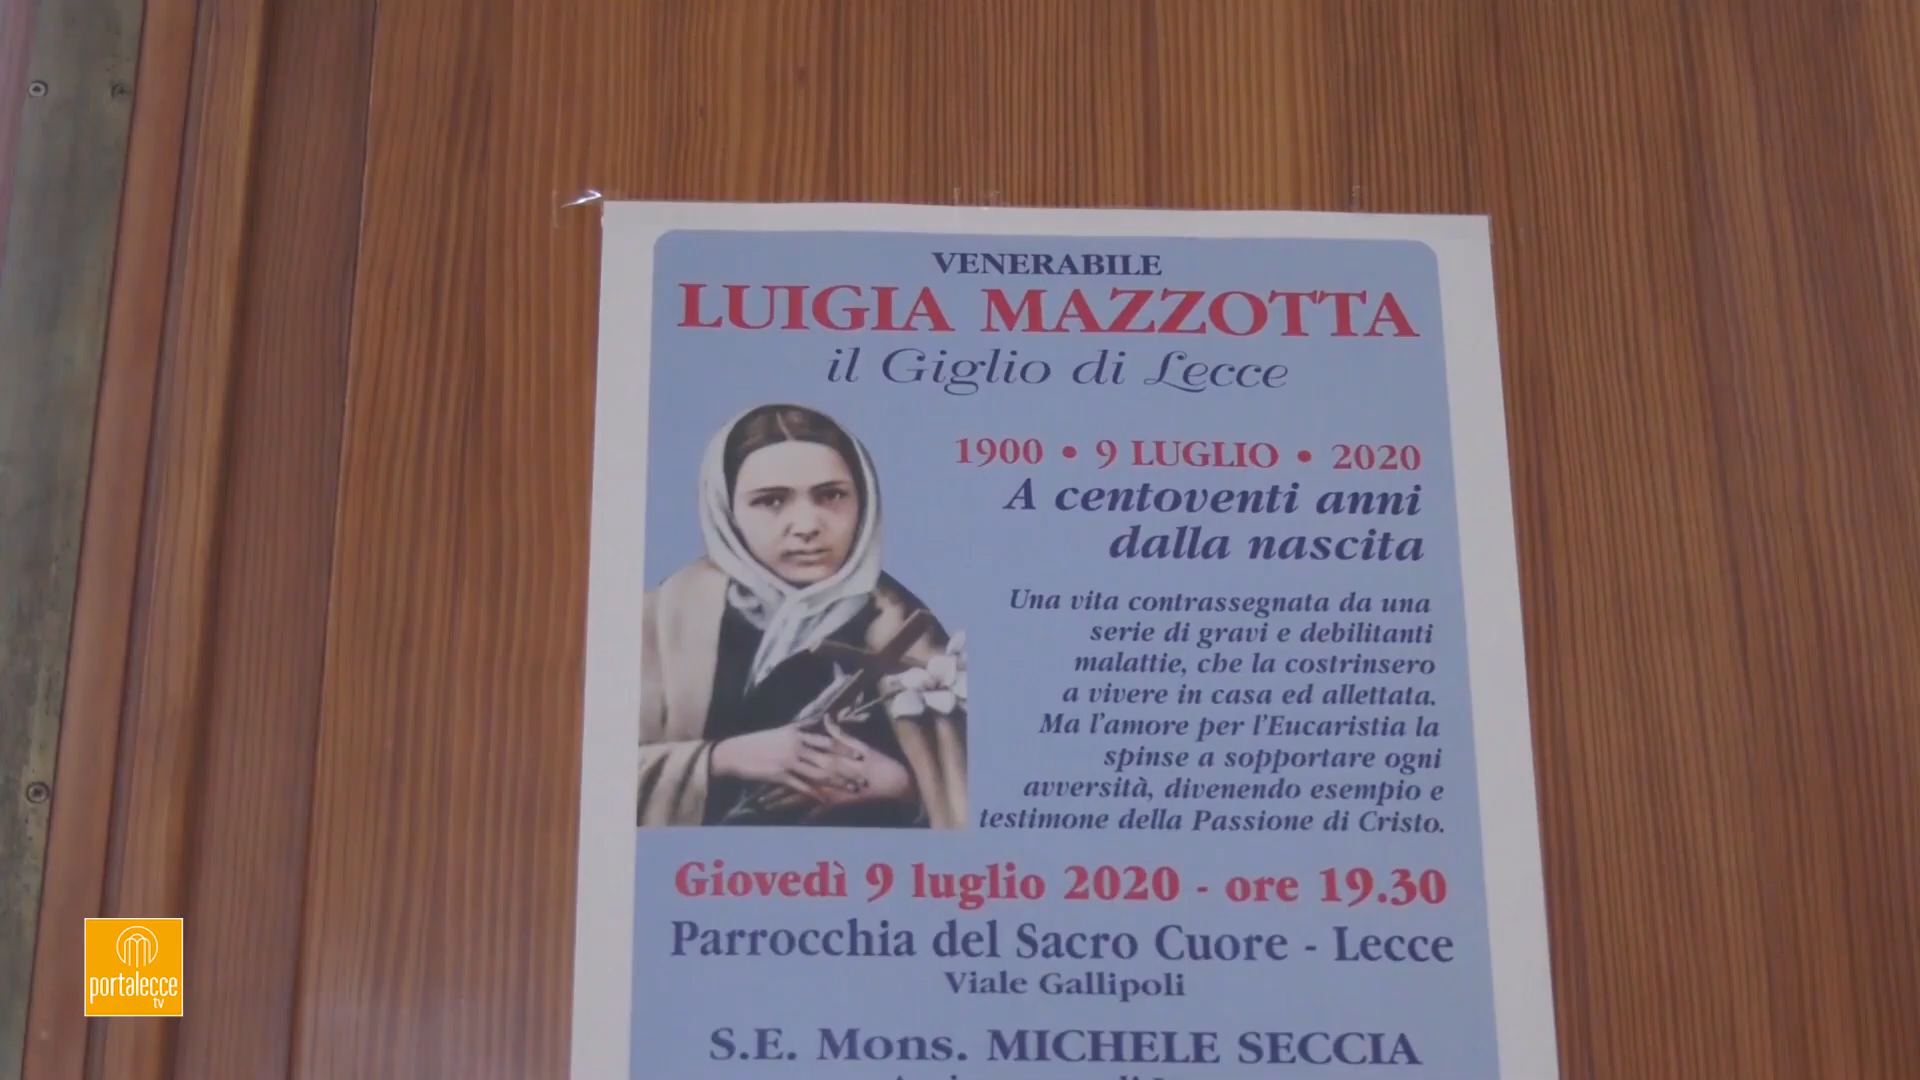 VENERABILE
LUIGIA MAZZOTTA
il Giglio di Lecce
1900 • 9 LUGLIO • 2020
A centoventi anni
dalla nascita
Una vita contrassegnata da una
serie di gravi e debilitanti
malattie, che la costrinsero
a vivere in casa ed allettata.
Ma l'amore per l'Eucaristia la
spinse a sopportare ogni
avversità, divenendo esempio e
testimone della Passione di Cristo.
Giovedì 9 luglio 2020 - ore 19.30
Parrocchia del Sacro Cuore - Lecce
Viale Gallipoli
S.E. Mons. MICHELE SECCIA
portalecce
tv